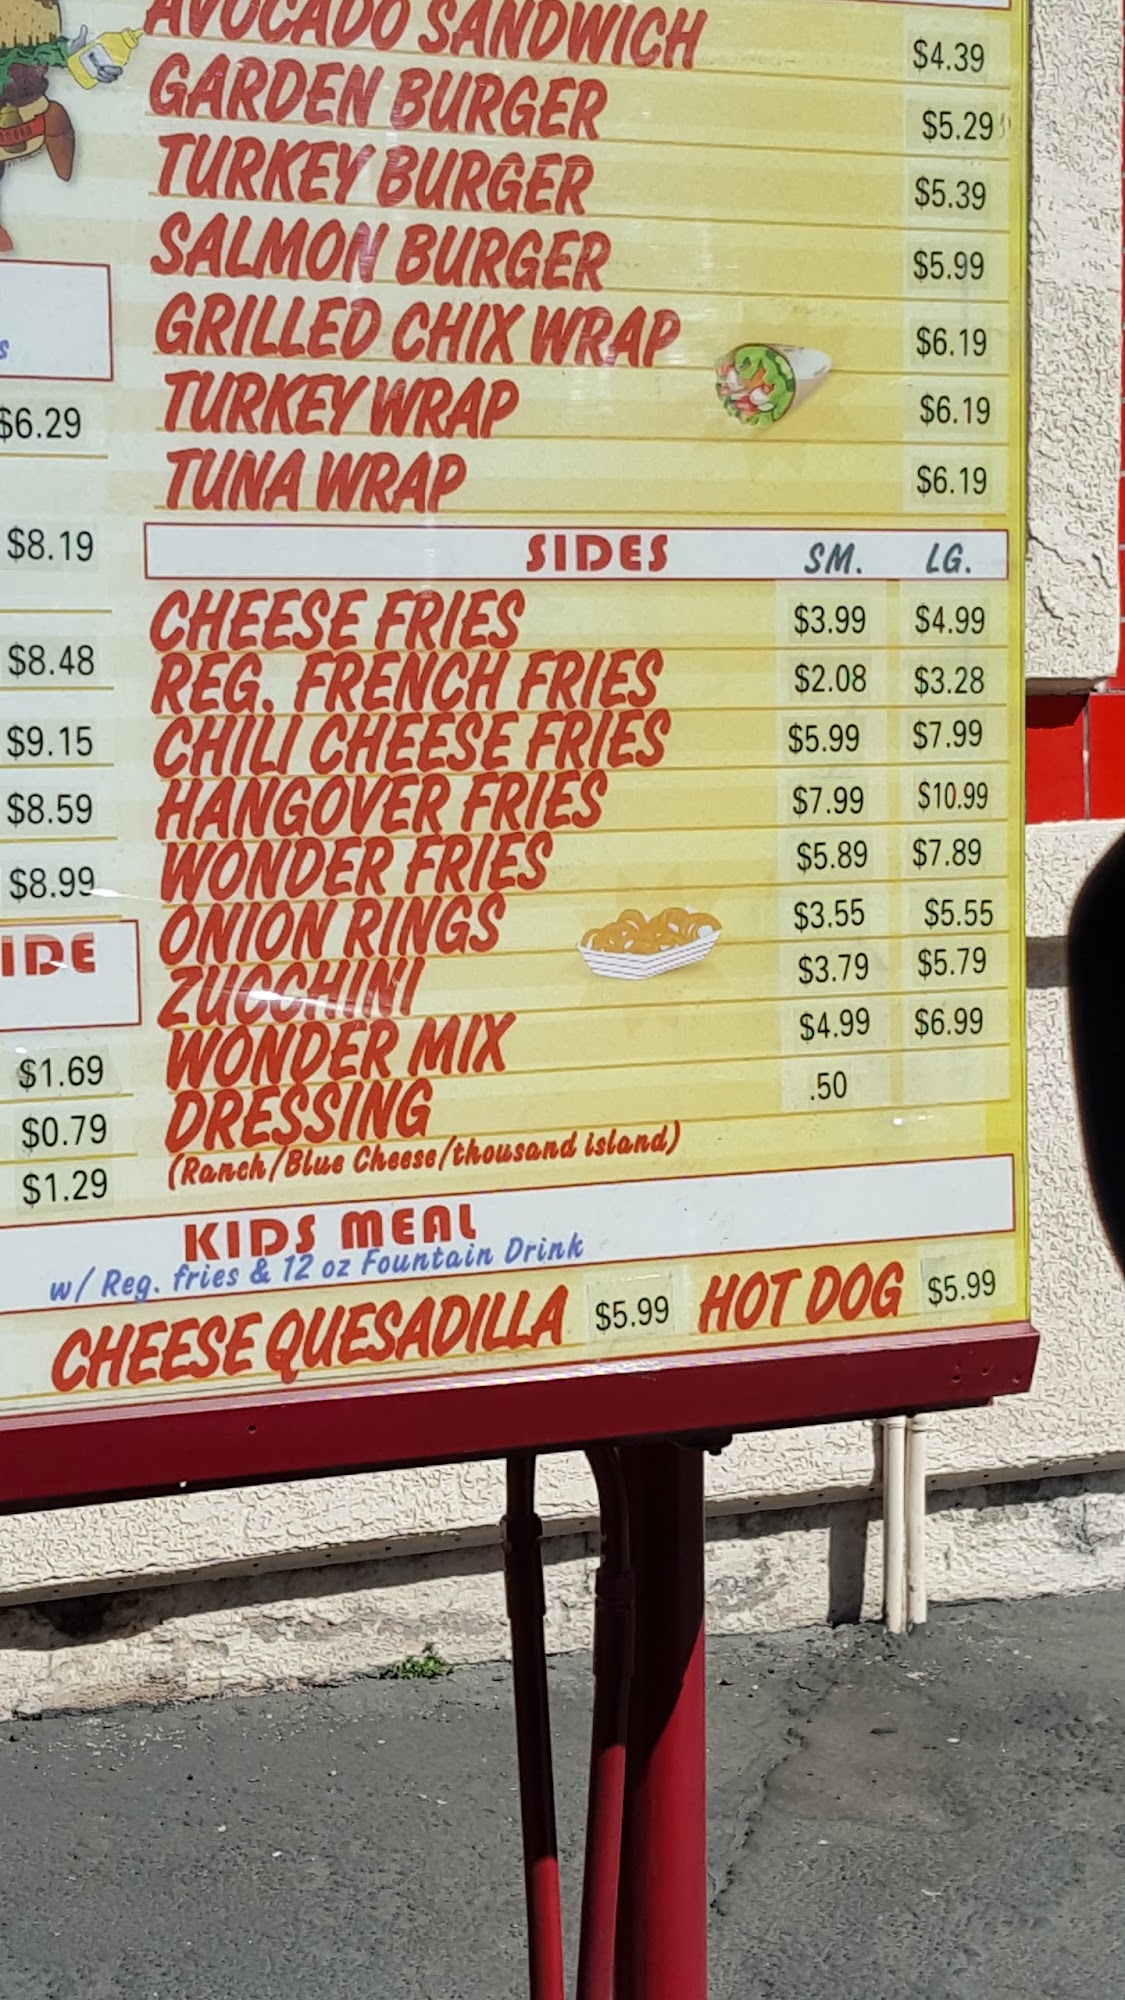 AVOCADO SANDWICH $4.39
GARDEN BURGER $5.29
TURKEY BURGER $5.39
SALMON BURGER $5.99
GRILLED CHIX WRAP $6.19
TURKEY WRAP $6.19
TUNA WRAP $6.19
$6.29
$8.19
$8.48
$9.15
$8.59
$8.99
IDE
$1.69
$0.79
$1.29
SIDES SM. LG.
CHEESE FRIES $3.99 $4.99
REG. FRENCH FRIES $2.08 $3.28
CHILI CHEESE FRIES $5.99 $7.99
HANGOVER FRIES $7.99 $10.99
WONDER FRIES $5.89 $7.89
ONION RINGS $3.55 $5.55
ZUCCHINI $3.79 $5.79
WONDER MIX $4.99 $6.99
DRESSING .50
(Ranch/Blue Cheese/thousand island)
KIDS MEAL
w/ Reg. fries & 12 oz Fountain Drink
CHEESE QUESADILLA $5.99 HOT DOG $5.99